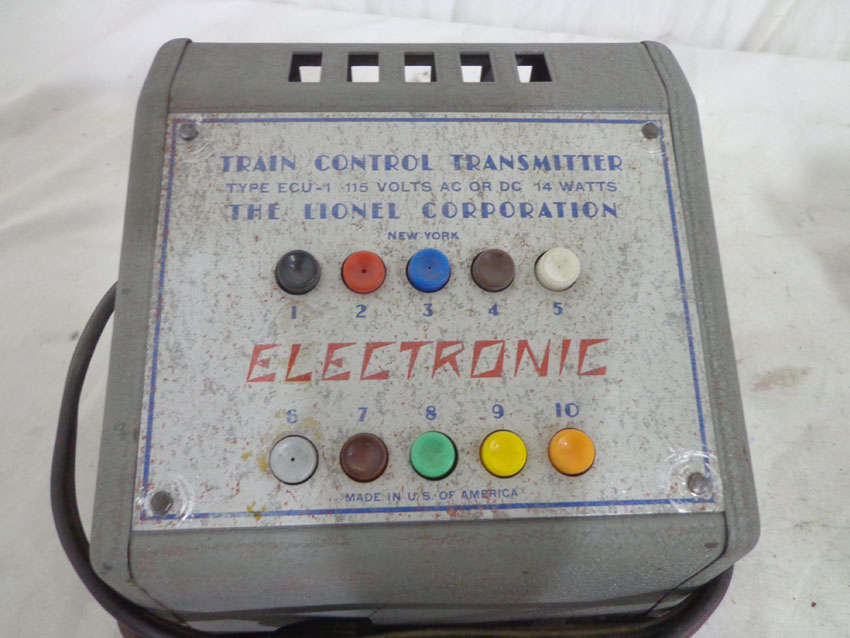 TRAIN CONTROL TRANSMITTER
TYPE ECU-1 115 VOLTS AC OR DC 14 WATTS
THE LIONEL CORPORATION
NEW YORK
1 2 3 4 5
ELECTRONIC
6 7 8 9 10
MADE IN U.S. OF AMERICA